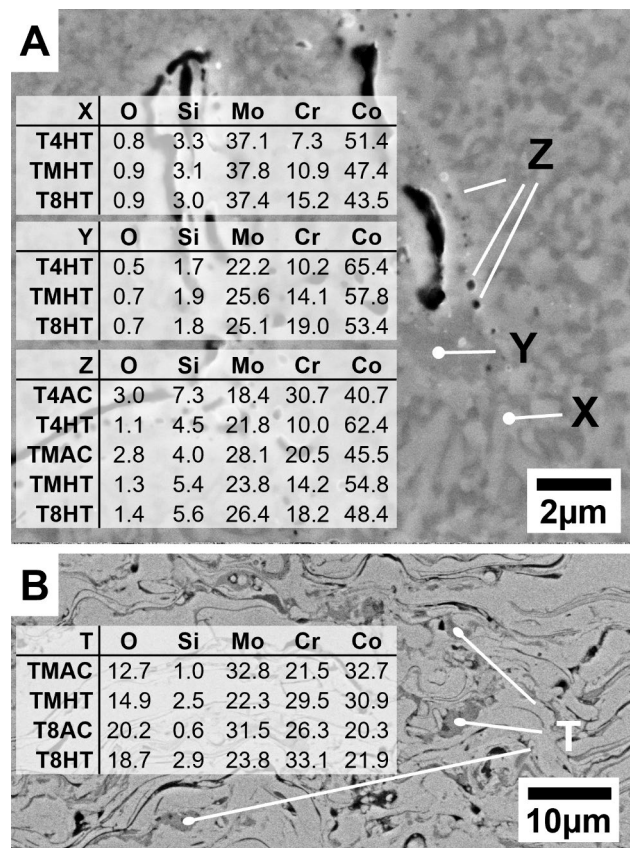 A
X O Si Mo Cr Co
T4HT 0.8 3.3 37.1 7.3 51.4
TMHT 0.9 3.1 37.8 10.9 47.4
T8HT 0.9 3.0 37.4 15.2 43.5
Y O Si Mo Cr Co
T4HT 0.5 1.7 22.2 10.2 65.4
TMHT 0.7 1.9 25.6 14.1 57.8
T8HT 0.7 1.8 25.1 19.0 53.4
Z O Si Mo Cr Co
T4AC 3.0 7.3 18.4 30.7 40.7
T4HT 1.1 4.5 21.8 10.0 62.4
TMAC 2.8 4.0 28.1 20.5 45.5
TMHT 1.3 5.4 23.8 14.2 54.8
T8HT 1.4 5.6 26.4 18.2 48.4
Z
Y
X
2µm
B
T O Si Mo Cr Co
TMAC 12.7 1.0 32.8 21.5 32.7
TMHT 14.9 2.5 22.3 29.5 30.9
T8AC 20.2 0.6 31.5 26.3 20.3
T8HT 18.7 2.9 23.8 33.1 21.9
T
10µm